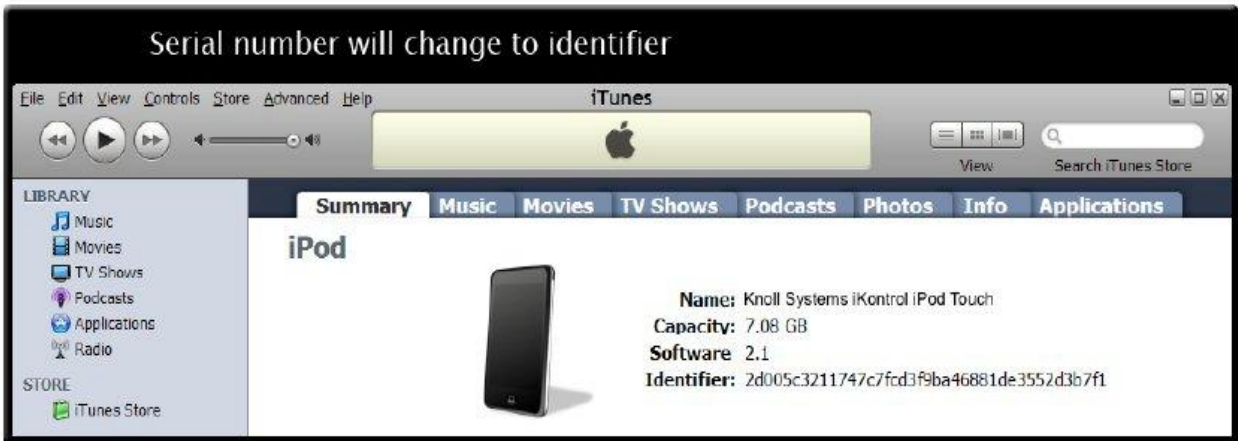 Serial number will change to identifier
File Edit View Controls Store Advanced Help
iTunes
View
Search iTunes Store
LIBRARY
Music
Movies
TV Shows
Podcasts
Applications
Radio
STORE
iTunes Store
Summary Music Movies TV Shows Podcasts Photos Info Applications
iPod
Name: Knoll Systems iKontrol iPod Touch
Capacity: 7.08 GB
Software 2.1
Identifier: 2d005c3211747c7fcd3f9ba46881de3552d3b7f1